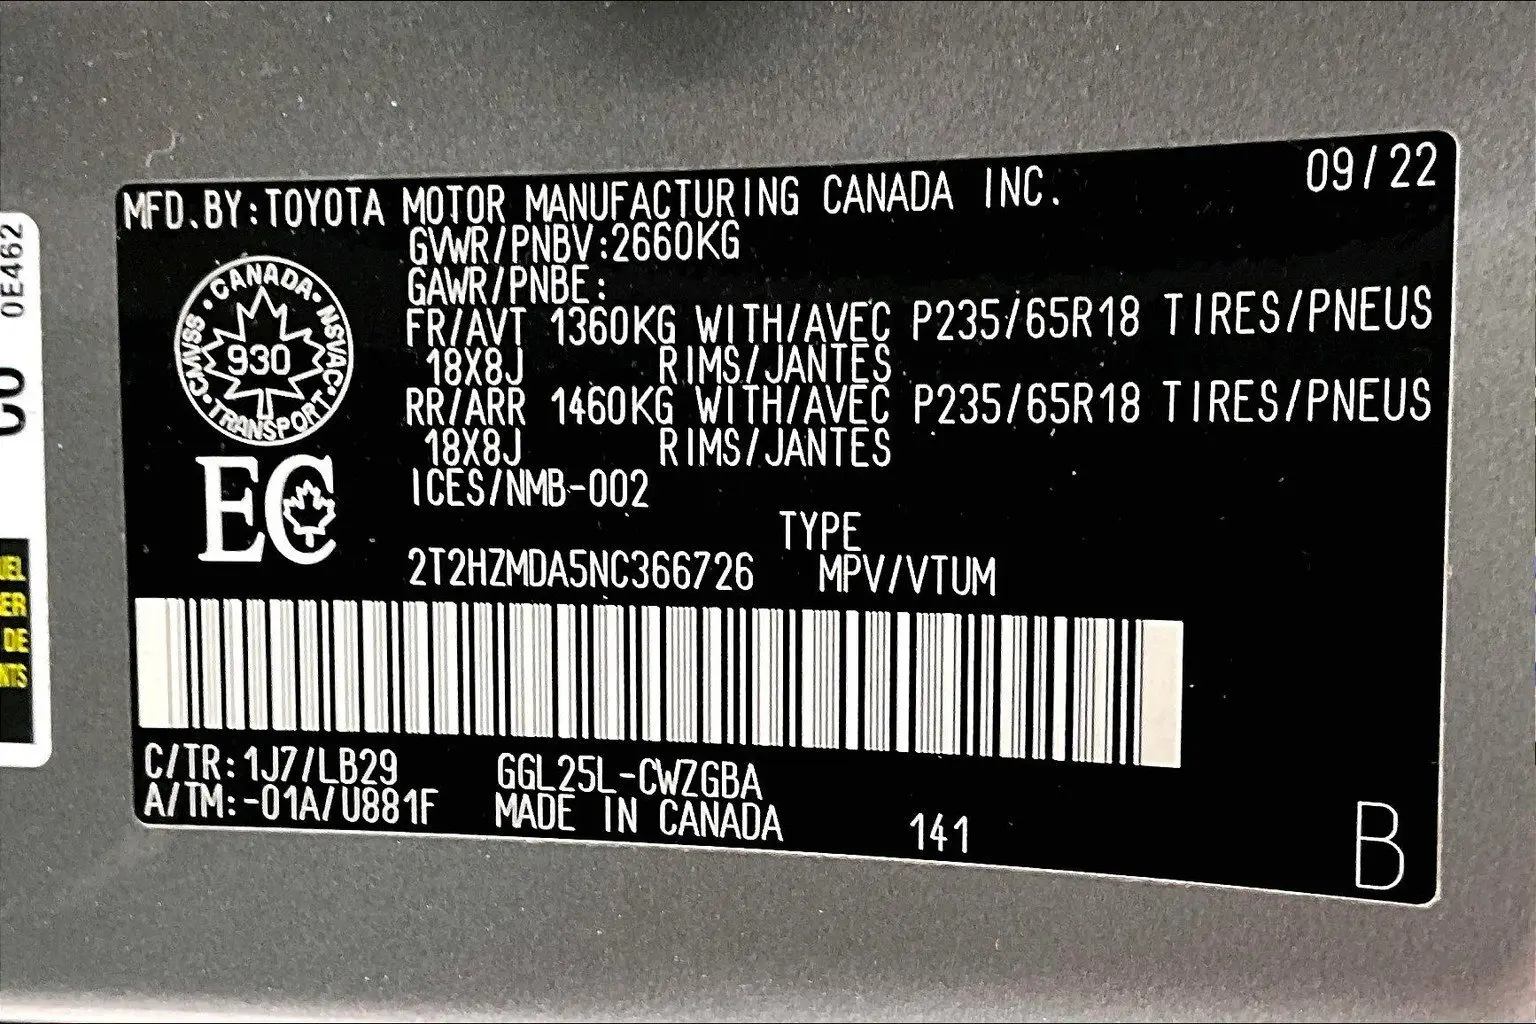 MFD.BY:TOYOTA MOTOR MANUFACTURING CANADA INC. 09/22
GVWR/PNBV:2660KG
GAWR/PNBE:
FR/AVT 1360KG WITH/AVEC P235/65R18 TIRES/PNEUS
18X8J RIMS/JANTES
RR/ARR 1460KG WITH/AVEC P235/65R18 TIRES/PNEUS
18X8J RIMS/JANTES
ICES/NMB-002
CANADA · NSVAC · TRANSPORT · CMVSS
930
EC
TYPE
2T2HZMDA5NC366726 MPV/VTUM
C/TR:1J7/LB29 GGL25L-CWZGBA
A/TM:-01A/U881F MADE IN CANADA 141 B
0E462